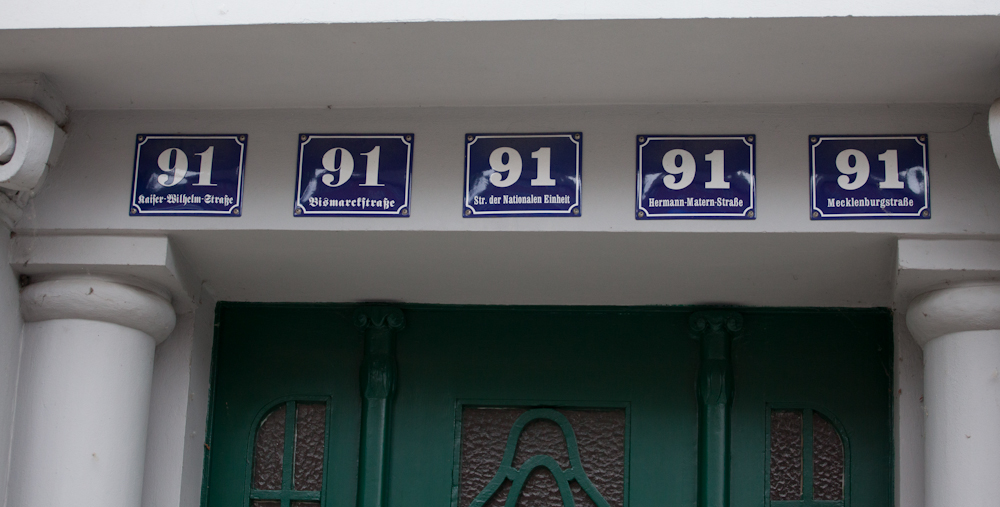 91
Kaiser-Wilhelm-Straße
91
Bismarckstraße
91
Str. der Nationalen Einheit
91
Hermann-Matern-Straße
91
Mecklenburgstraße